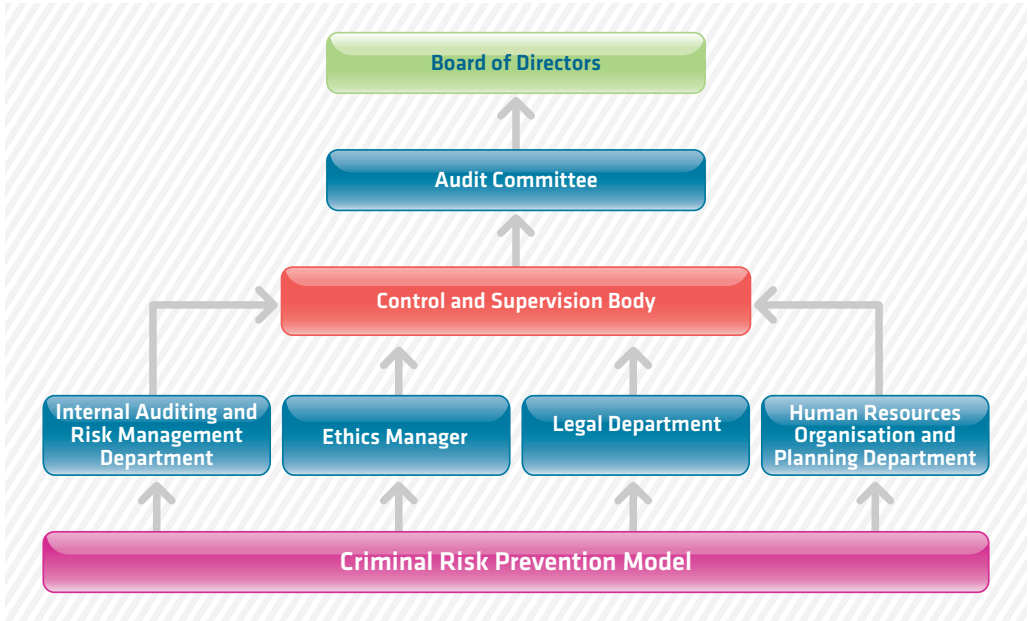 Board of Directors
Audit Committee
Control and Supervision Body
Internal Auditing and
Risk Management
Department
Ethics Manager
Legal Department
Human Resources
Organisation and
Planning Department
Criminal Risk Prevention Model